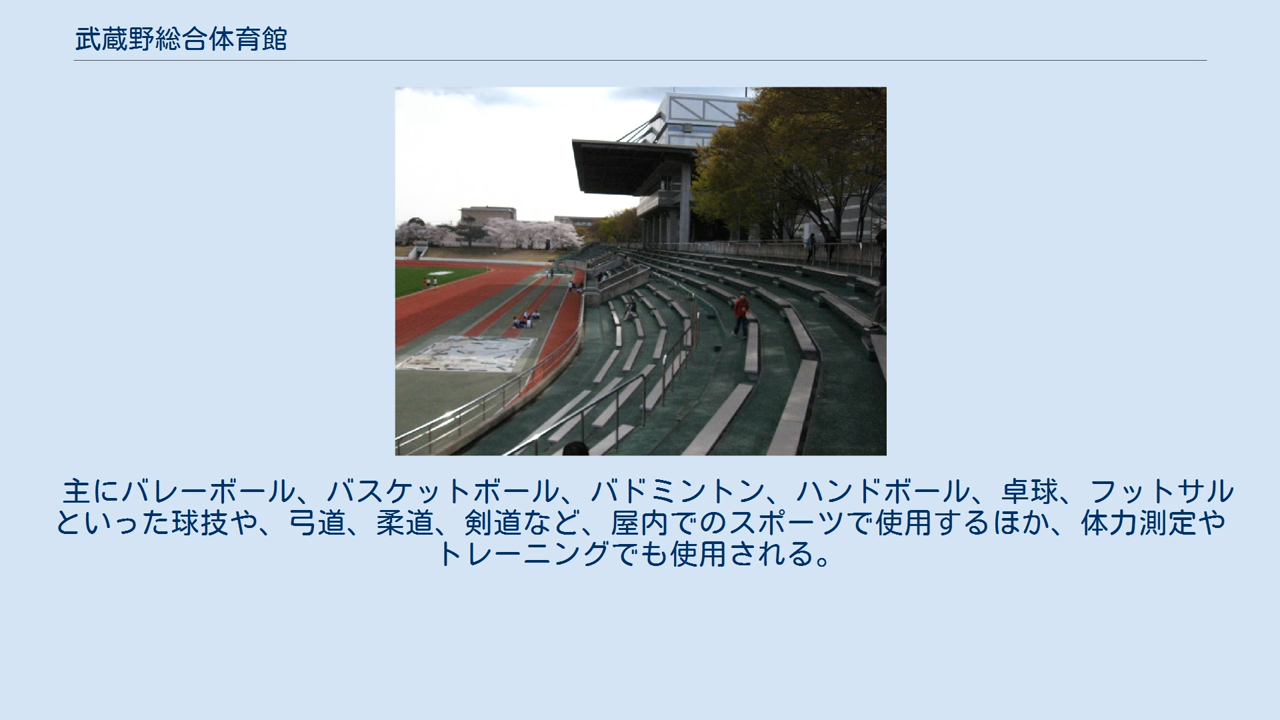 武蔵野総合体育館
主にバレーボール、バスケットボール、バドミントン、ハンドボール、卓球、フットサル
といった球技や、弓道、柔道、剣道など、屋内でのスポーツで使用するほか、体力測定や
トレーニングでも使用される。